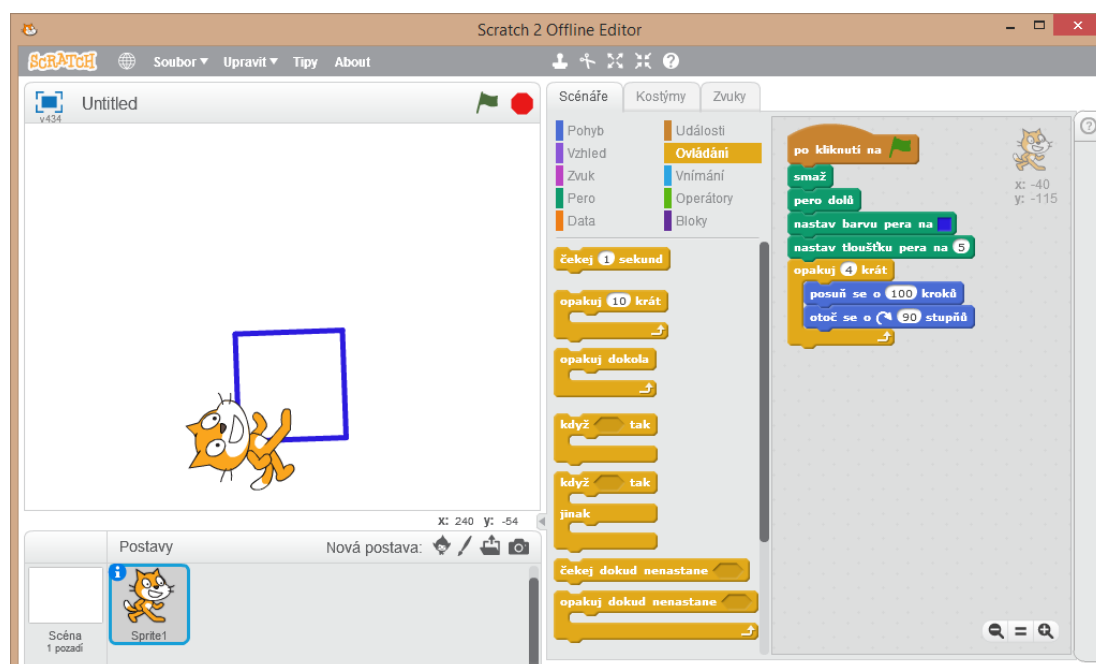 Scratch 2 Offline Editor
SCRATCH Soubor Upravit Tipy About
v434 Untitled
Scénáře Kostýmy Zvuky
Pohyb Události
Vzhled Ovládání
Zvuk Vnímání
Pero Operátory
Data Bloky
čekej 1 sekund
opakuj 10 krát
opakuj dokola
když tak
když tak
jinak
čekej dokud nenastane
opakuj dokud nenastane
po kliknutí na
smaž
pero dolů
nastav barvu pera na
nastav tloušťku pera na 5
opakuj 4 krát
posuň se o 100 kroků
otoč se o 90 stupňů
x: -40
y: -115
x: 240 y: -54
Postavy Nová postava:
Scéna
1 pozadí
Sprite1